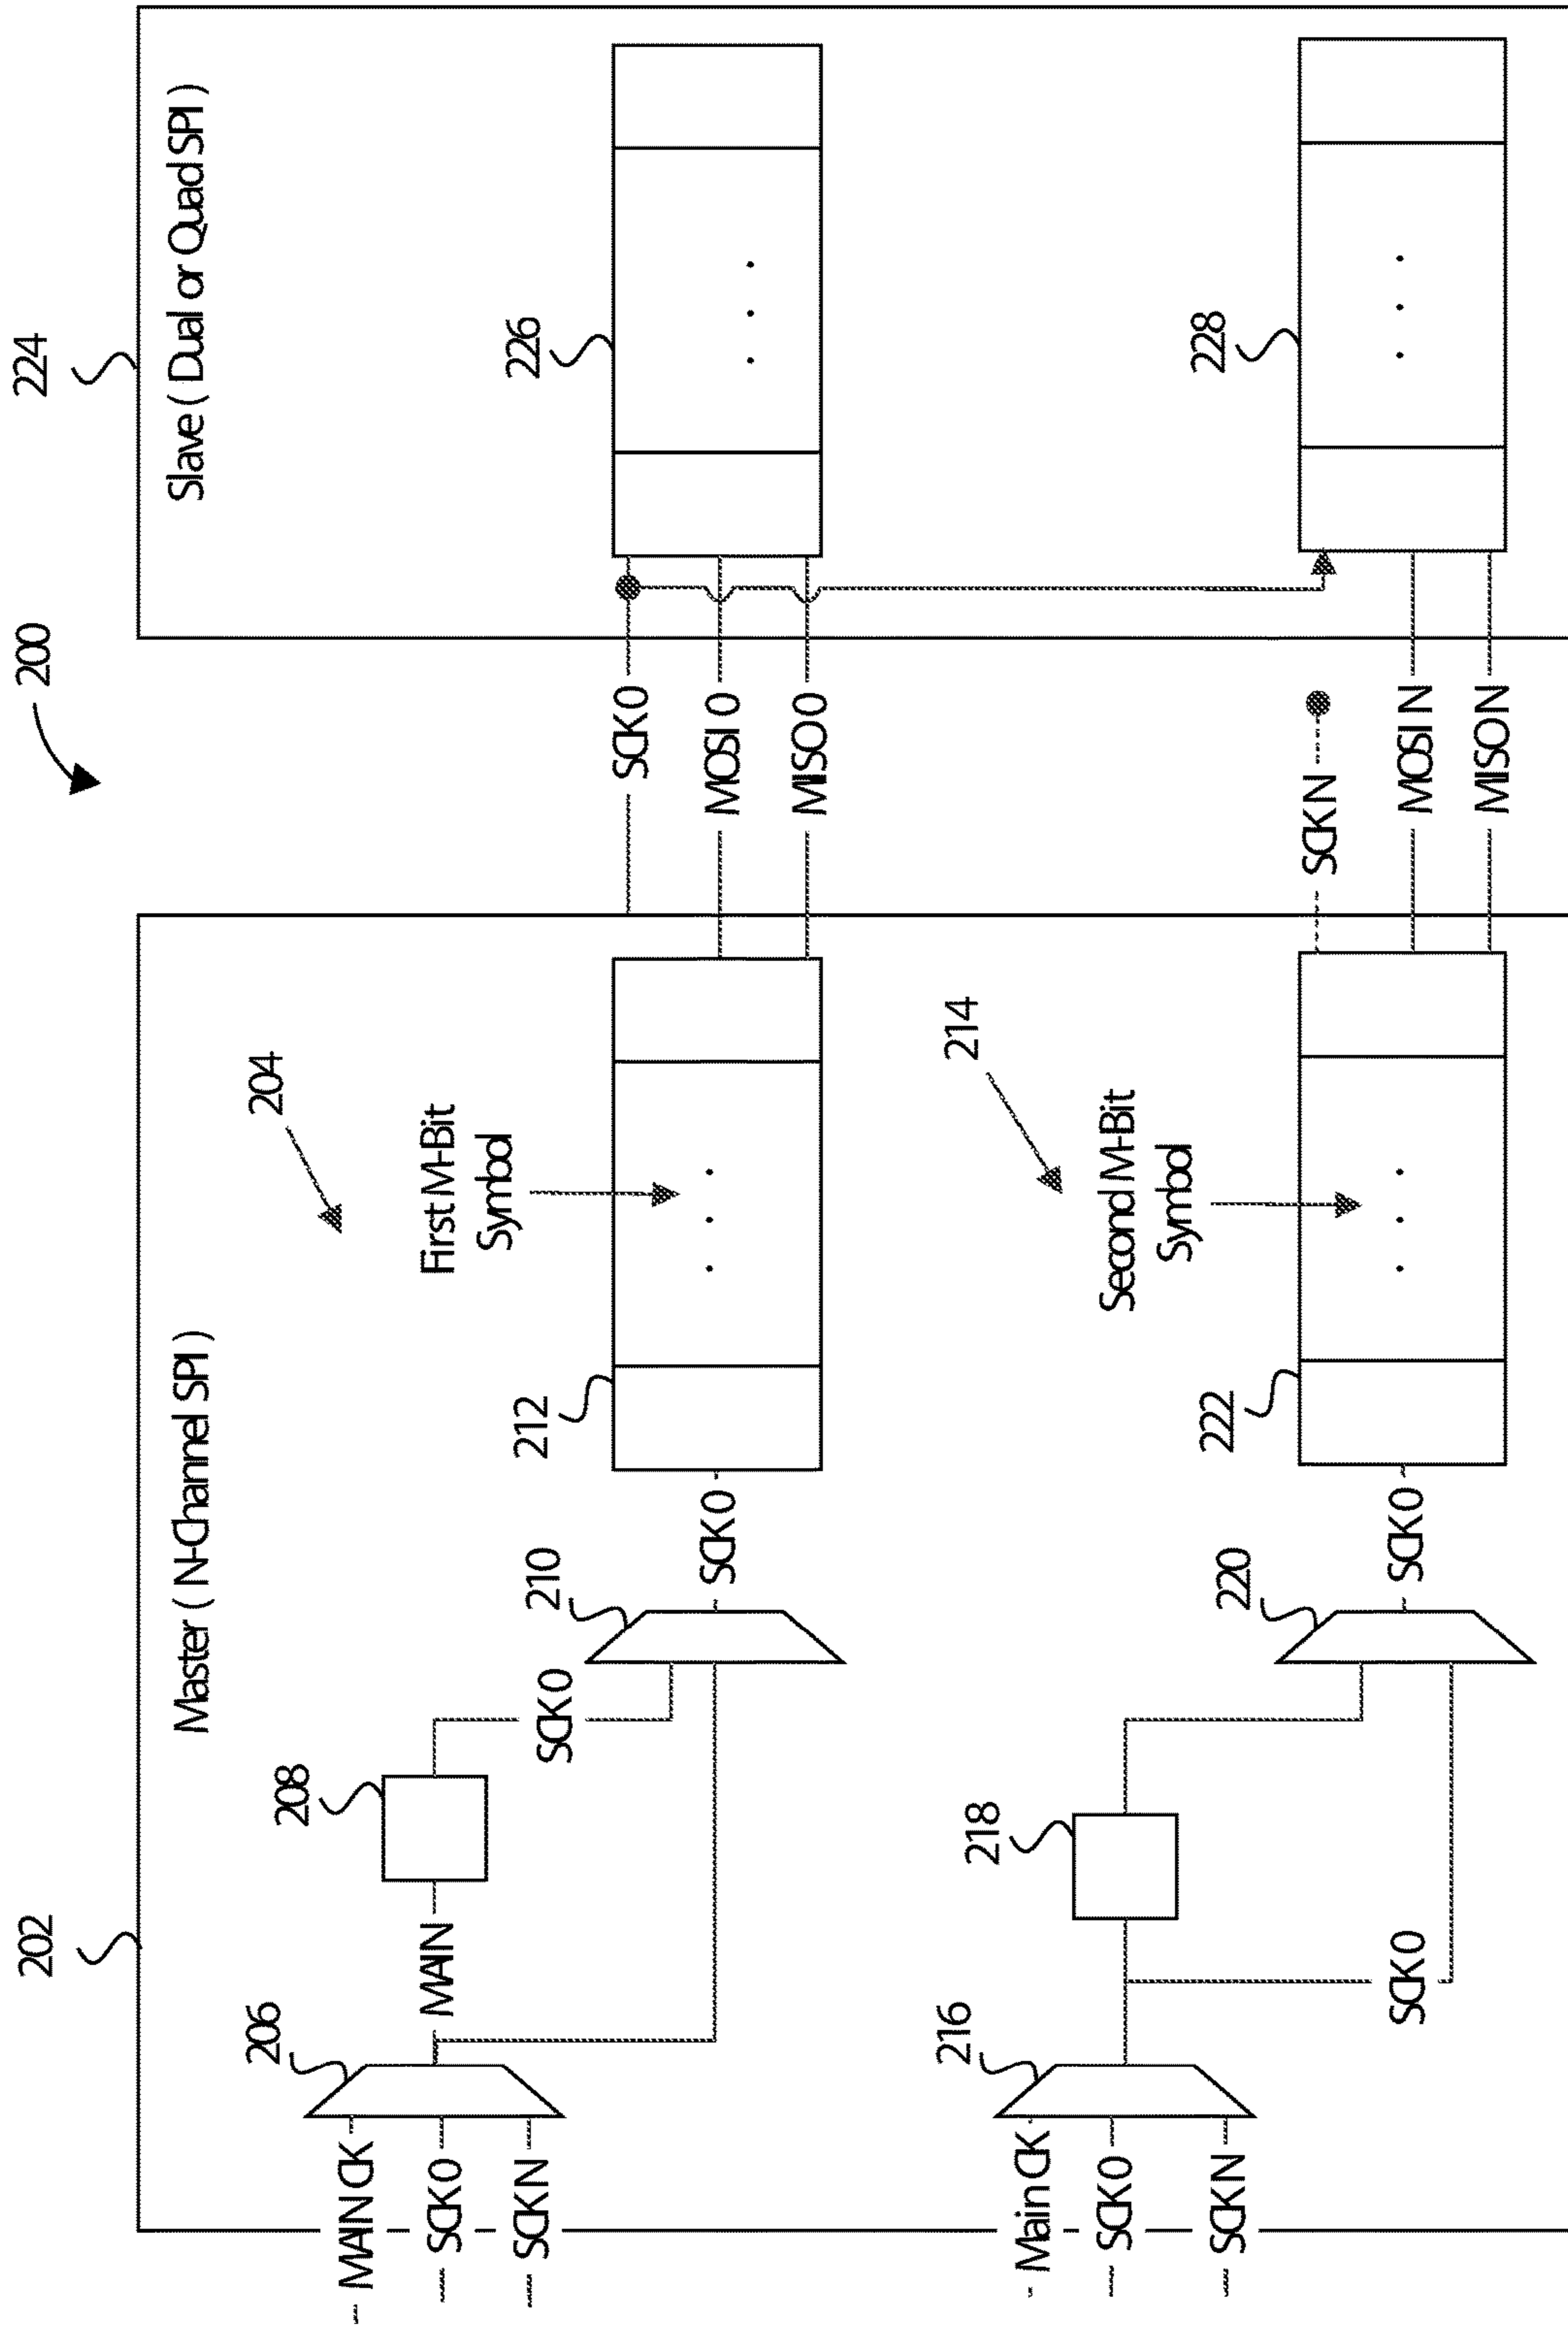 200
202
Master ( N-Channel SPI )
204
206
MAIN CK
SCK 0
SCK N
MAIN
208
SCK 0
210
SCK 0
212
First M-Bit
Symbol
SCK 0
MOSI 0
MISO 0
214
216
Main CK
SCK 0
SCK N
218
SCK 0
220
SCK 0
222
Second M-Bit
Symbol
SCK N
MOSI N
MISO N
224
Slave ( Dual or Quad SPI )
226
228